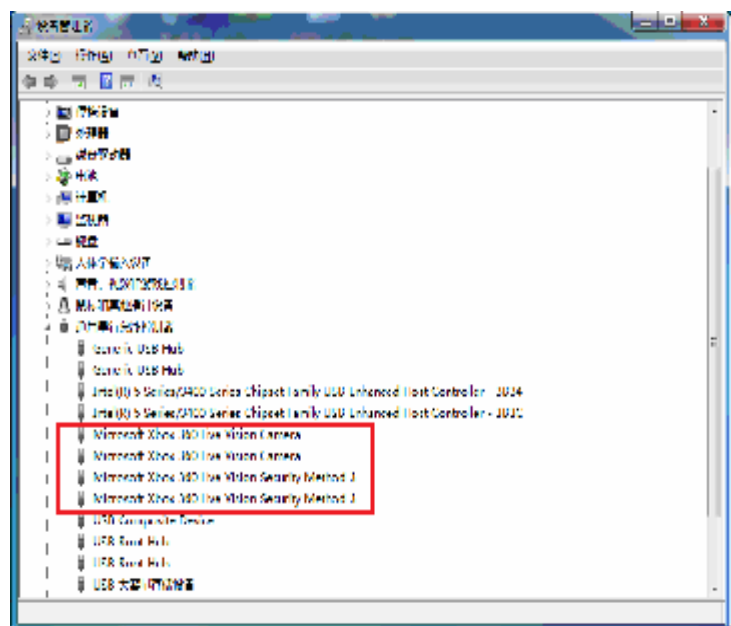 设备管理器
文件(F) 操作(A) 查看(V) 帮助(H)
处理器
磁盘驱动器
电池
计算机
监视器
键盘
人体学输入设备
声音、视频和游戏控制器
鼠标和其他指针设备
通用串行总线控制器
Generic USB Hub
Generic USB Hub
Intel(R) 5 Series/3400 Series Chipset Family USB Enhanced Host Controller - 3B34
Intel(R) 5 Series/3400 Series Chipset Family USB Enhanced Host Controller - 3B3C
Microsoft Xbox 360 Live Vision Camera
Microsoft Xbox 360 Live Vision Camera
Microsoft Xbox 360 Live Vision Security Method 3
Microsoft Xbox 360 Live Vision Security Method 3
USB Composite Device
USB Root Hub
USB Root Hub
USB 大容量存储设备